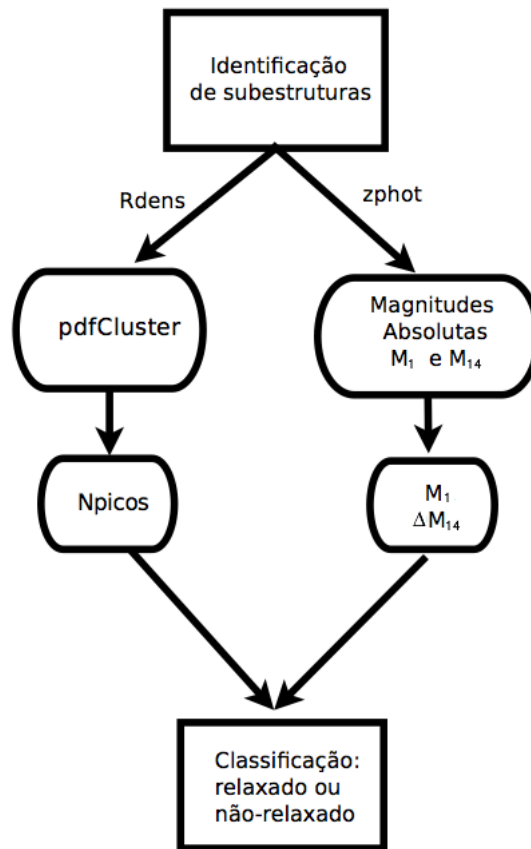 Identificação
de subestruturas
Rdens
zphot
pdfCluster
Magnitudes
Absolutas
M₁ e M₁₄
Npicos
M₁
ΔM₁₄
Classificação:
relaxado ou
não-relaxado